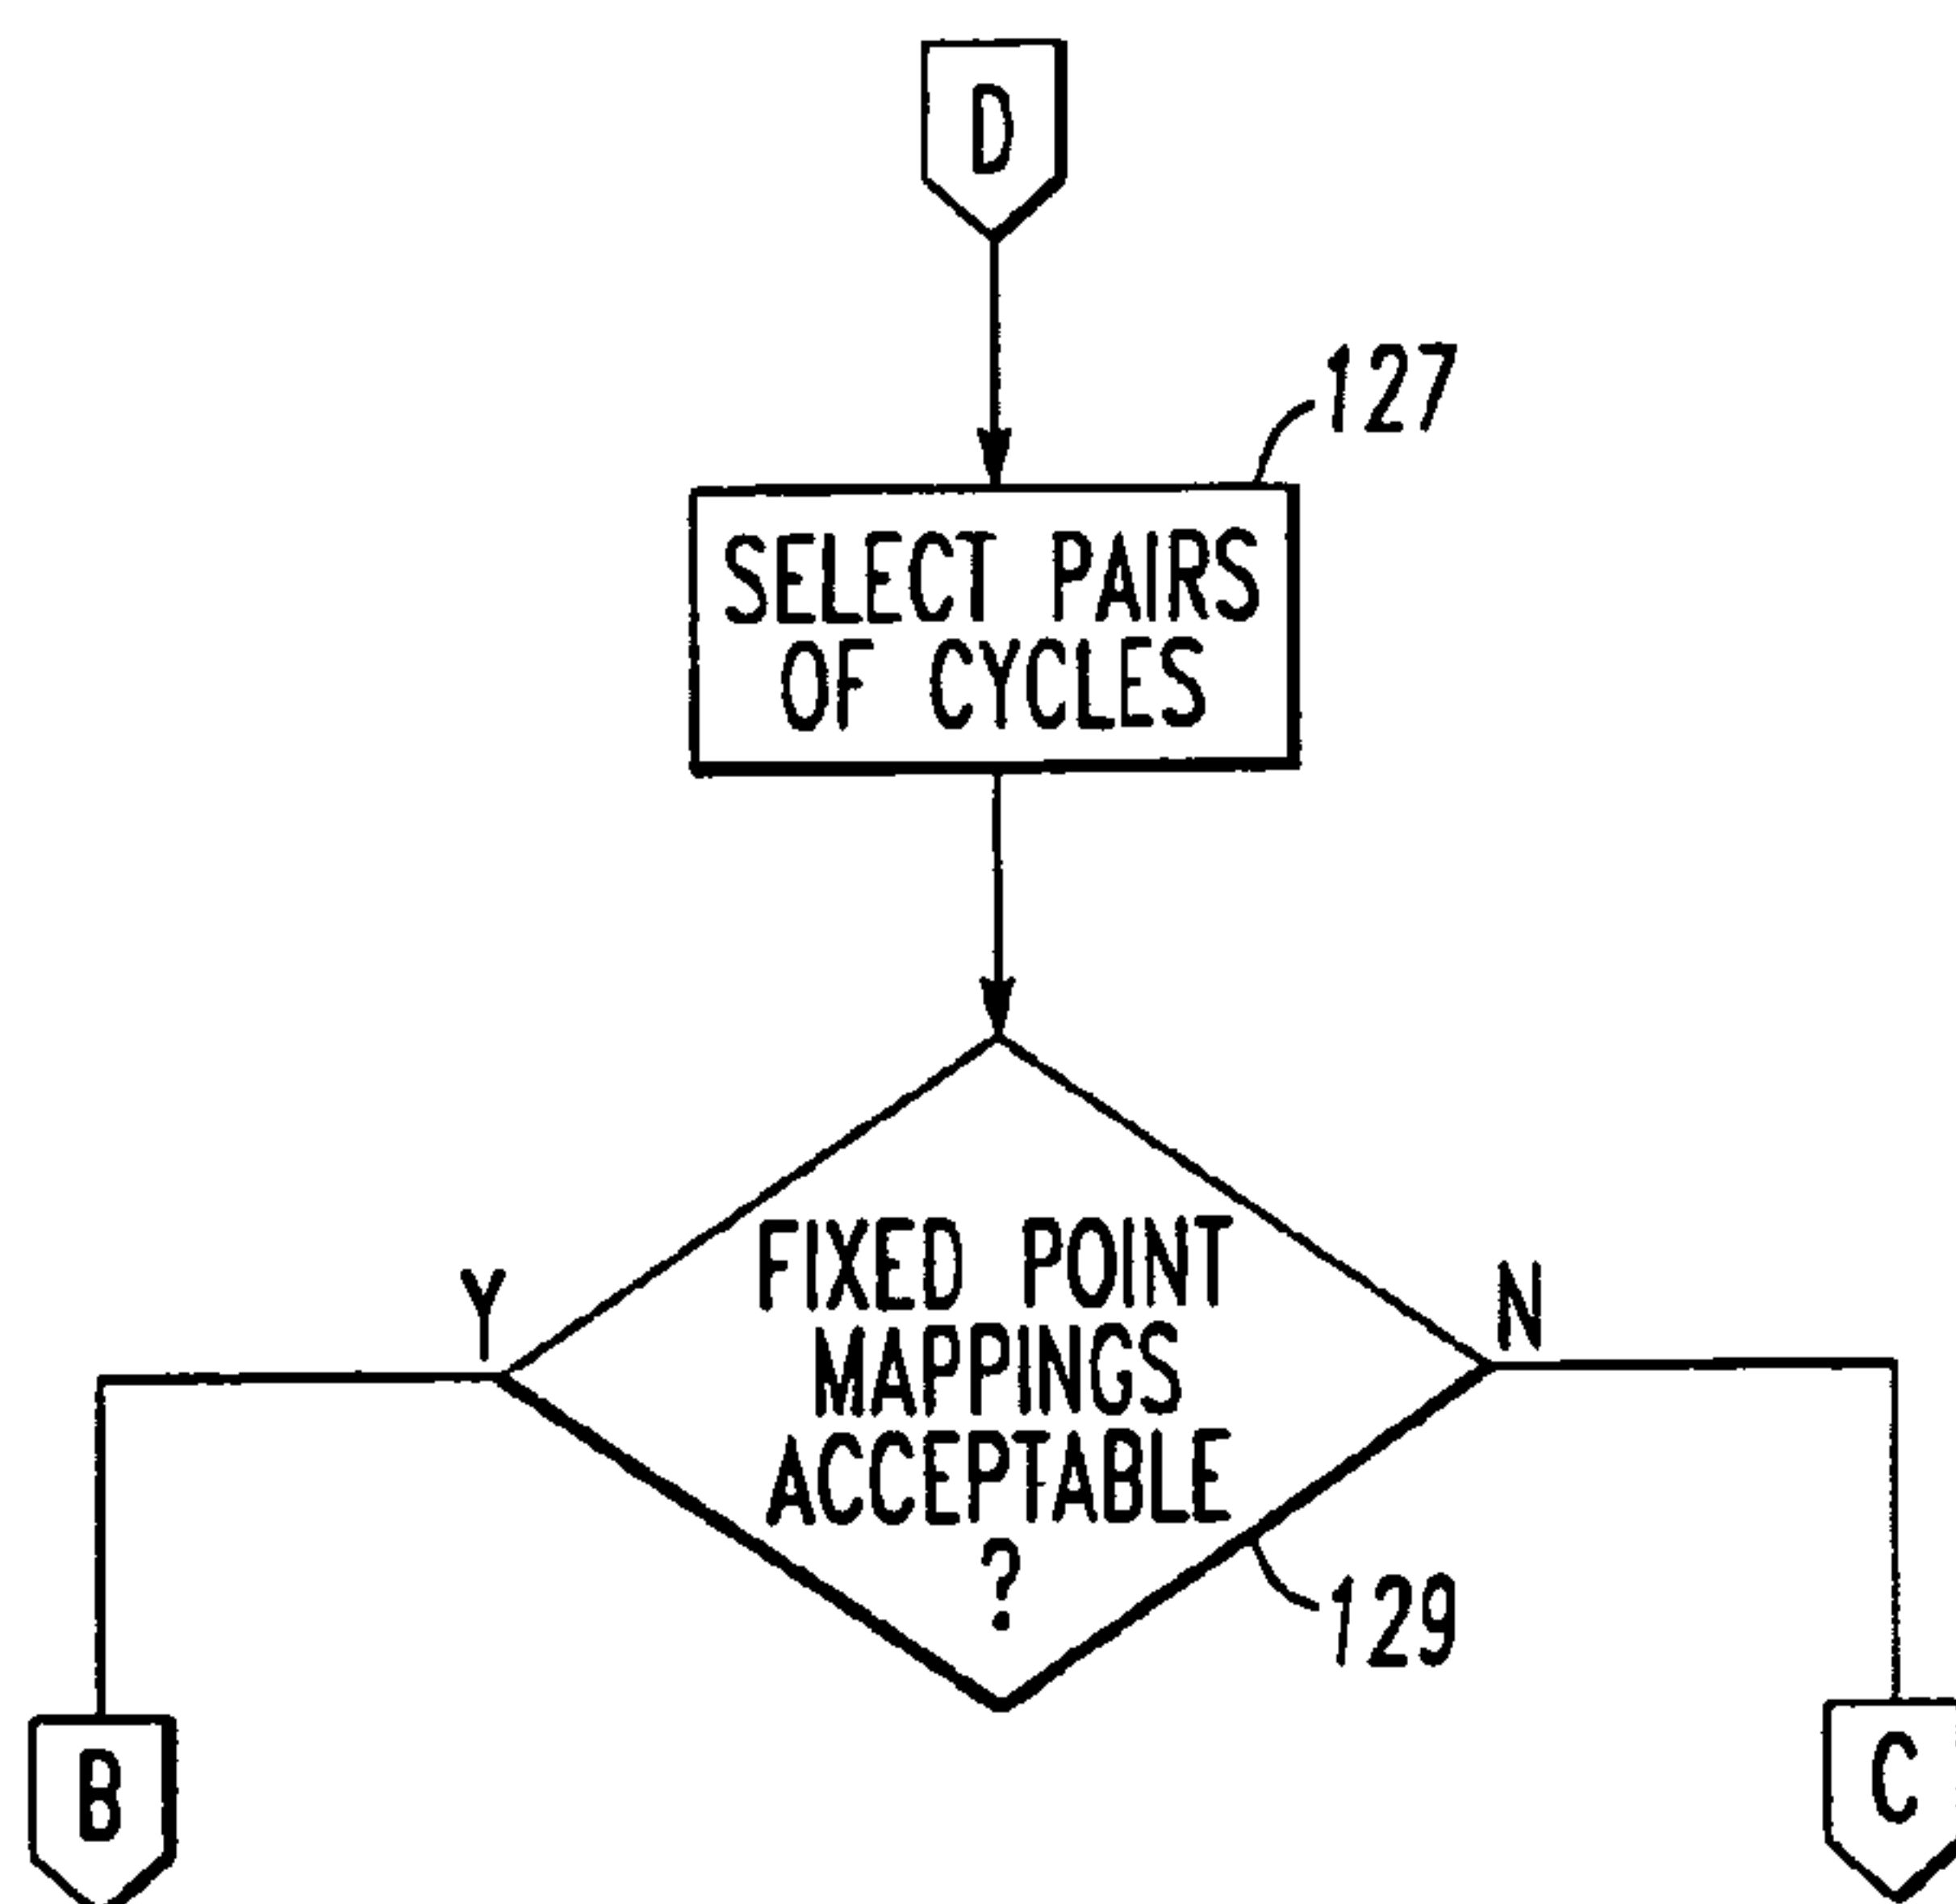 D
127
SELECT PAIRS
OF CYCLES
FIXED POINT
MAPPINGS
ACCEPTABLE
?
Y
N
129
B
C